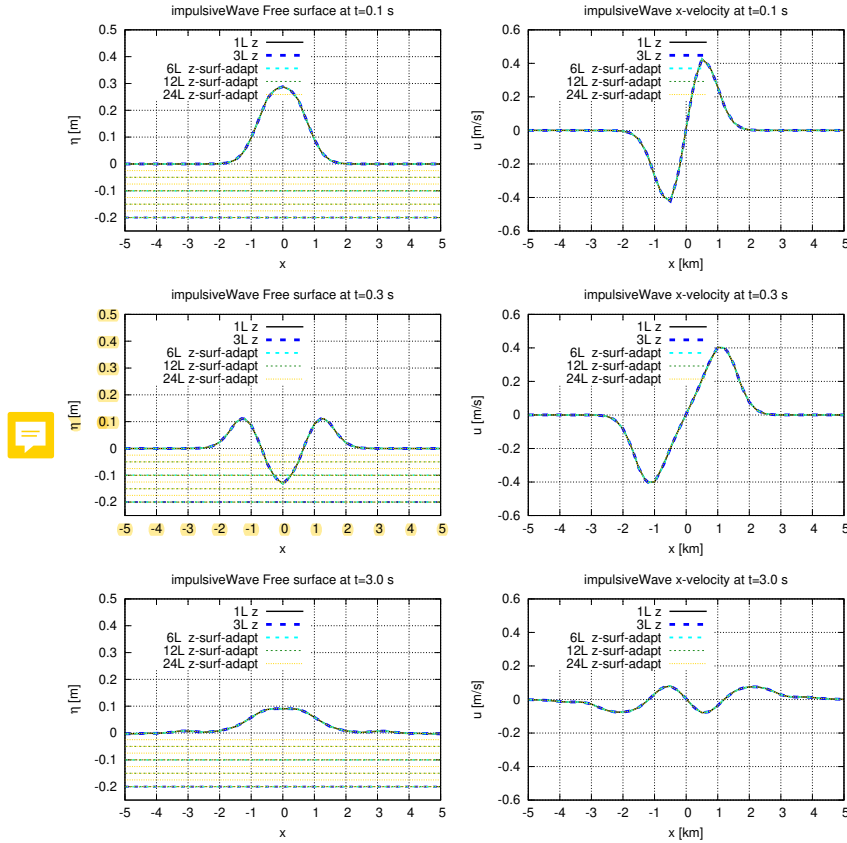 impulsiveWave Free surface at t=0.1 s
1L z
3L z
6L z-surf-adapt
12L z-surf-adapt
24L z-surf-adapt
0.5
0.4
0.3
0.2
0.1
0
-0.1
-0.2
η [m]
-5 -4 -3 -2 -1 0 1 2 3 4 5
x
impulsiveWave x-velocity at t=0.1 s
1L z
3L z
6L z-surf-adapt
12L z-surf-adapt
24L z-surf-adapt
0.6
0.4
0.2
0
-0.2
-0.4
-0.6
u [m/s]
-5 -4 -3 -2 -1 0 1 2 3 4 5
x [km]
impulsiveWave Free surface at t=0.3 s
1L z
3L z
6L z-surf-adapt
12L z-surf-adapt
24L z-surf-adapt
0.5
0.4
0.3
0.2
0.1
0
-0.1
-0.2
η [m]
-5 -4 -3 -2 -1 0 1 2 3 4 5
x
impulsiveWave x-velocity at t=0.3 s
1L z
3L z
6L z-surf-adapt
12L z-surf-adapt
24L z-surf-adapt
0.6
0.4
0.2
0
-0.2
-0.4
-0.6
u [m/s]
-5 -4 -3 -2 -1 0 1 2 3 4 5
x [km]
impulsiveWave Free surface at t=3.0 s
1L z
3L z
6L z-surf-adapt
12L z-surf-adapt
24L z-surf-adapt
0.5
0.4
0.3
0.2
0.1
0
-0.1
-0.2
η [m]
-5 -4 -3 -2 -1 0 1 2 3 4 5
x
impulsiveWave x-velocity at t=3.0 s
1L z
3L z
6L z-surf-adapt
12L z-surf-adapt
24L z-surf-adapt
0.6
0.4
0.2
0
-0.2
-0.4
-0.6
u [m/s]
-5 -4 -3 -2 -1 0 1 2 3 4 5
x [km]